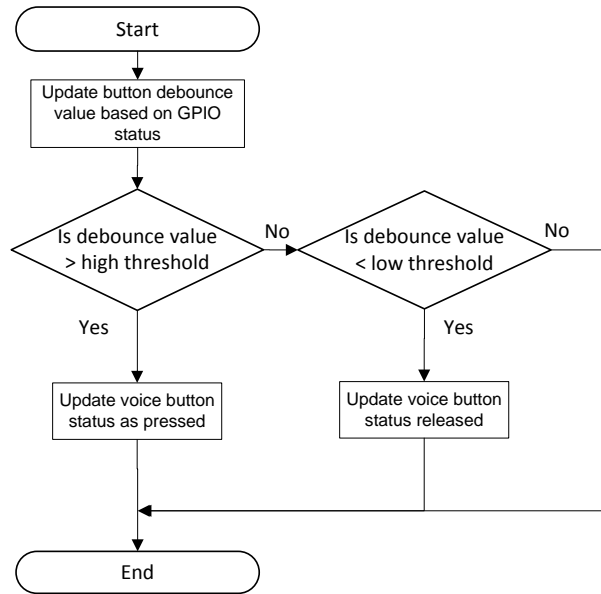 Start
Update button debounce
value based on GPIO
status
Is debounce value
> high threshold
No
Is debounce value
< low threshold
No
Yes
Yes
Update voice button
status as pressed
Update voice button
status released
End